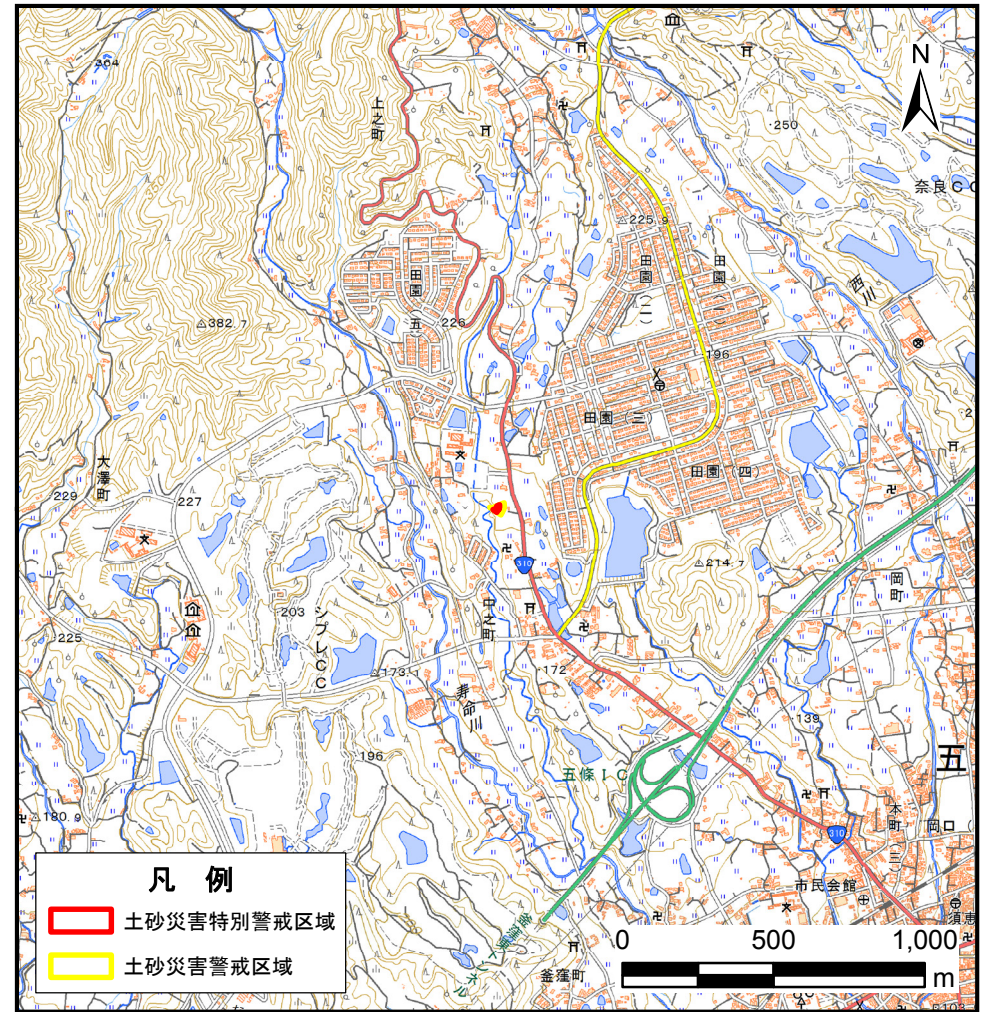 364
N
上之町
250
奈良CC
225.9
田園(二)
田園(一)
西川
田園(五)
226
382.7
196
田園(三)
田園(四)
大澤町
229
227
310
214.7
岡町
中之町
203
シプレCC
225
173.1
172
寿命川
139
196
五條IC
五
180.9
310
本町(三)
岡口
市民会館
須恵
釜窪町
凡 例
土砂災害特別警戒区域
土砂災害警戒区域
0 500 1,000
m